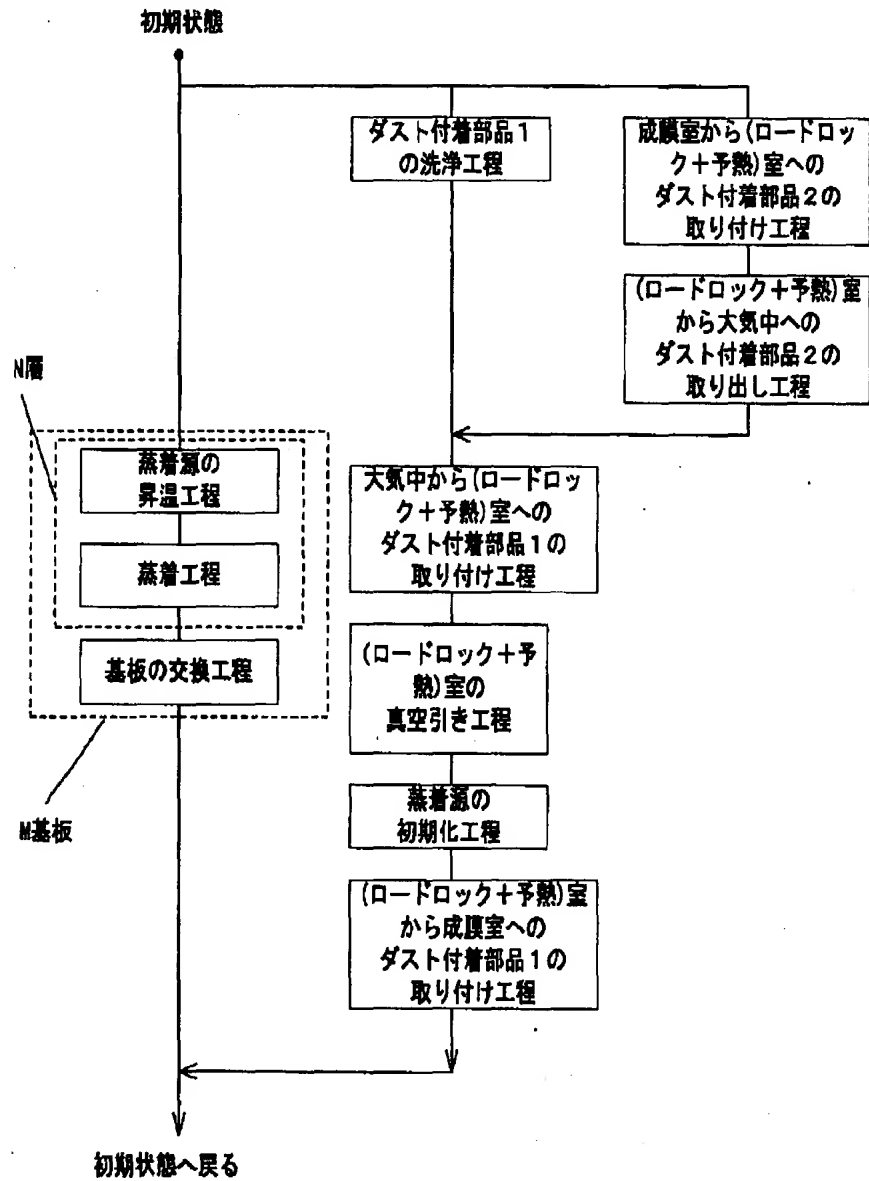 初期状態
ダスト付着部品1
の洗浄工程
成膜室から(ロードロッ
ク+予熱)室への
ダスト付着部品2の
取り付け工程
(ロードロック+予熱)室
から大気中への
ダスト付着部品2の
取り出し工程
N層
蒸着源の
昇温工程
蒸着工程
基板の交換工程
M基板
大気中から(ロードロッ
ク+予熱)室への
ダスト付着部品1の
取り付け工程
(ロードロック+予
熱)室の
真空引き工程
蒸着源の
初期化工程
(ロードロック+予熱)室
から成膜室への
ダスト付着部品1の
取り付け工程
初期状態へ戻る